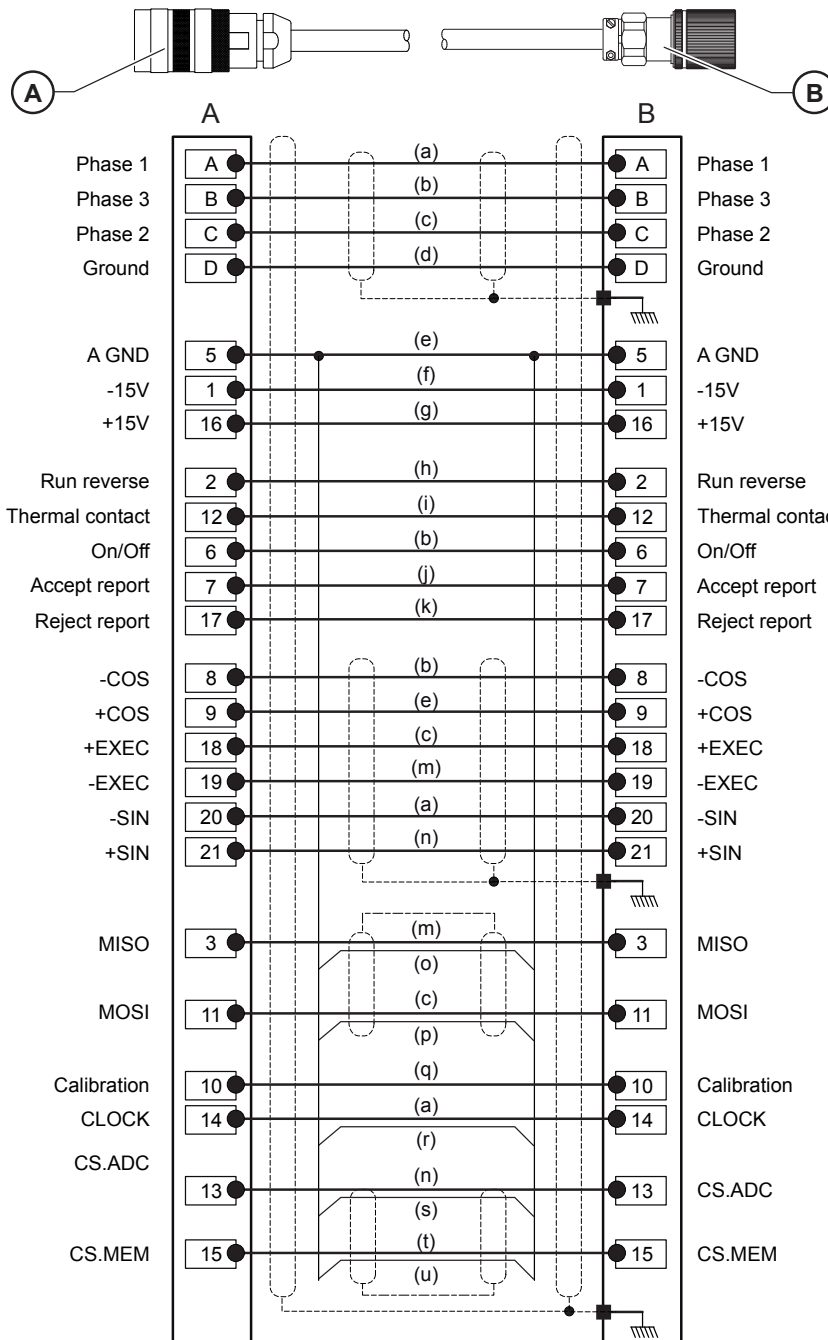 A B
A B
(a)
Phase 1 A A Phase 1
(b)
Phase 3 B B Phase 3
(c)
Phase 2 C C Phase 2
(d)
Ground D D Ground
(e)
A GND 5 5 A GND
(f)
-15V 1 1 -15V
(g)
+15V 16 16 +15V
(h)
Run reverse 2 2 Run reverse
(i)
Thermal contact 12 12 Thermal contac
(b)
On/Off 6 6 On/Off
(j)
Accept report 7 7 Accept report
(k)
Reject report 17 17 Reject report
(b)
-COS 8 8 -COS
(e)
+COS 9 9 +COS
(c)
+EXEC 18 18 +EXEC
(m)
-EXEC 19 19 -EXEC
(a)
-SIN 20 20 -SIN
(n)
+SIN 21 21 +SIN
(m)
MISO 3 3 MISO
(o)
(c)
MOSI 11 11 MOSI
(p)
(q)
Calibration 10 10 Calibration
(a)
CLOCK 14 14 CLOCK
(r)
CS.ADC
(n)
13 13 CS.ADC
(s)
(t)
CS.MEM 15 15 CS.MEM
(u)